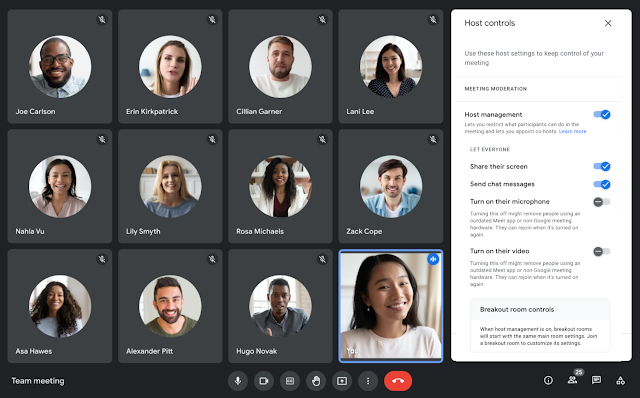 Joe Carlson
Erin Kirkpatrick
Cillian Garner
Lani Lee
Nahla Vu
Lily Smyth
Rosa Michaels
Zack Cope
Asa Hawes
Alexander Pitt
Hugo Novak
You
Host controls
Use these host settings to keep control of your
meeting
MEETING MODERATION
Host management
Lets you restrict what participants can do in the
meeting and lets you appoint co-hosts. Learn more
LET EVERYONE
Share their screen
Send chat messages
Turn on their microphone
Turning this off might remove people using an
outdated Meet app or non-Google meeting
hardware. They can rejoin when it's turned on
again.
Turn on their video
Turning this off might remove people using an
outdated Meet app or non-Google meeting
hardware. They can rejoin when it's turned on
again.
Breakout room controls
When host management is on, breakout rooms
will start with the same main room settings. Join
a breakout room to customize its settings.
Team meeting
25